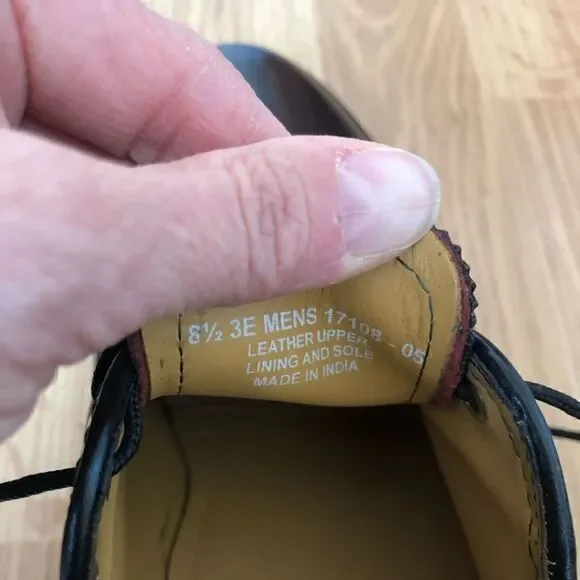 8½ 3E MENS 17108 - 05
LEATHER UPPER
LINING AND SOLE
MADE IN INDIA